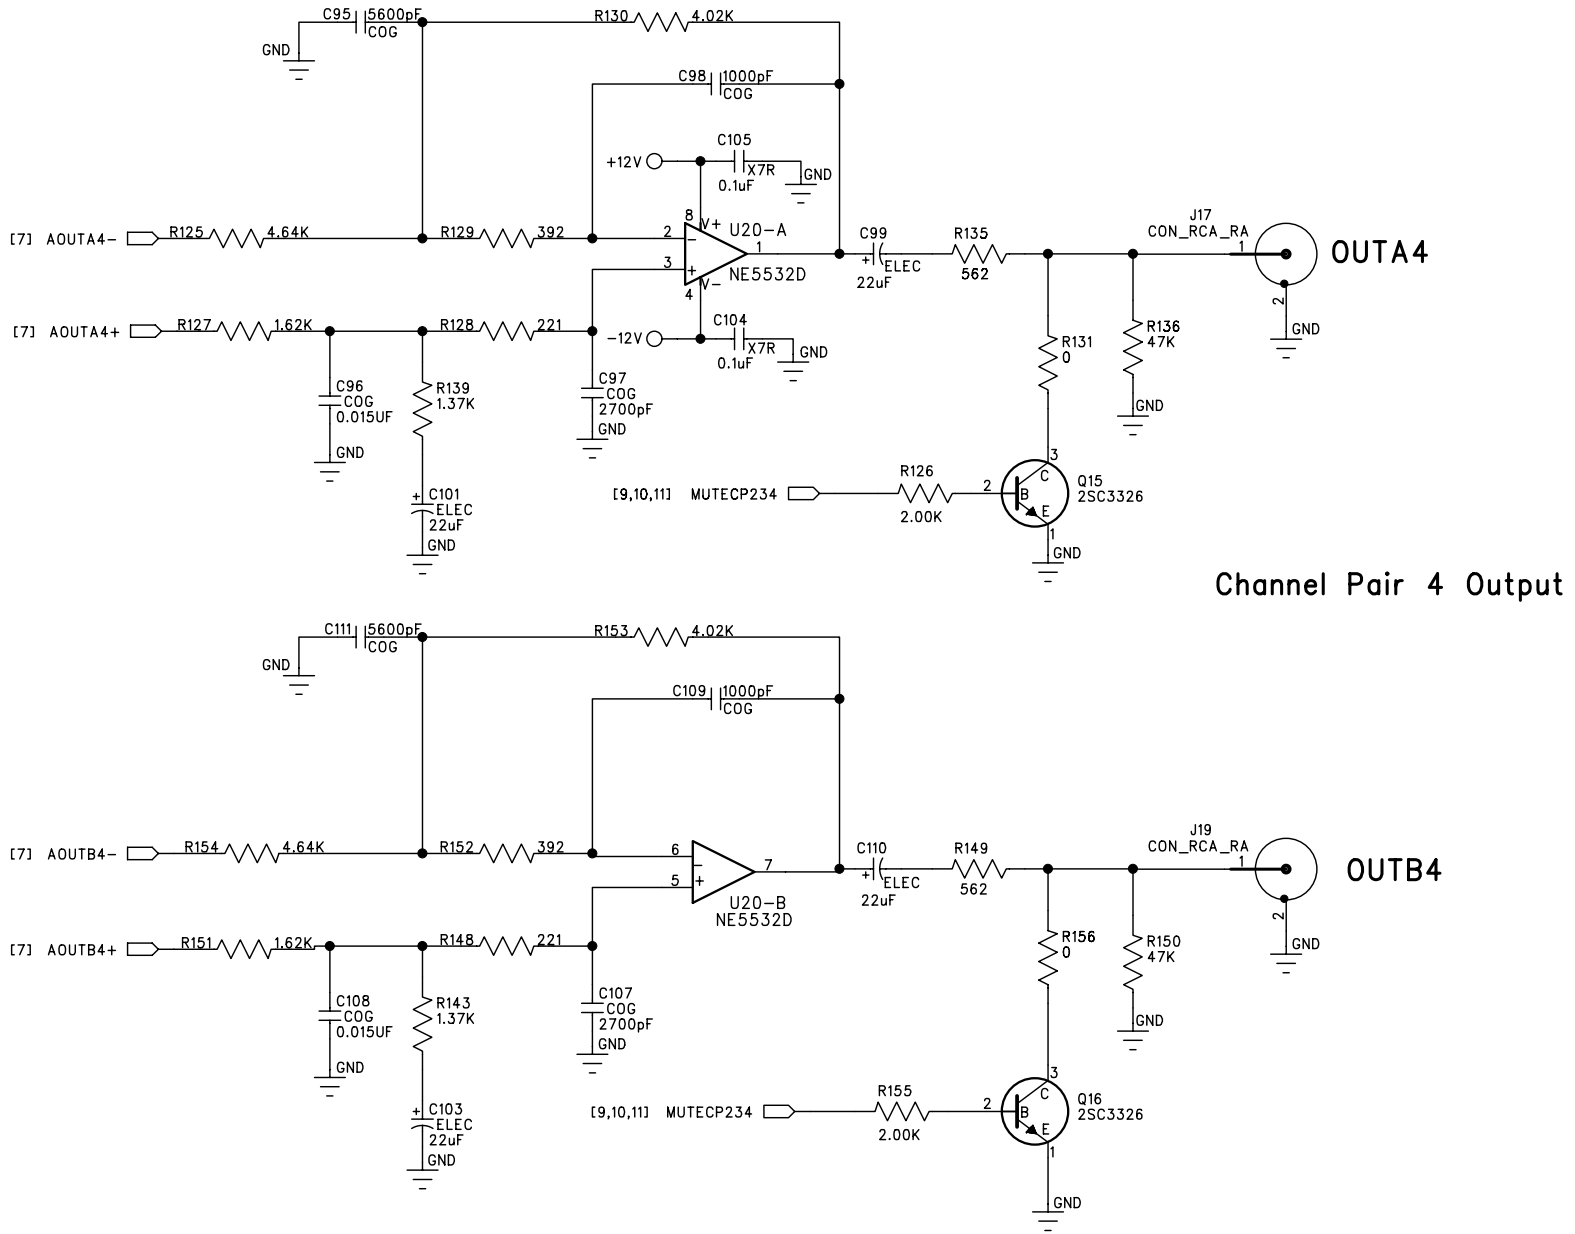 C95 5600pF R130 4.02K
COG
GND
C98 1000pF
COG
C105
+12V X7R GND
0.1uF
8 V+ U20-A
[7] AOUTA4- R125 4.64K R129 392 2 - 1
3 + NE5532D
4 V-
C99 R135
+ ELEC 562
22uF
J17
CON_RCA_RA 1
OUTA4
2
GND
[7] AOUTA4+ R127 1.62K R128 221
-12V C104
X7R GND
0.1uF
R131
0
R136
47K
GND
C96
COG
0.015UF
GND
R139
1.37K
C97
COG
2700pF
GND
+ C101
ELEC
22uF
GND
[9,10,11] MUTECP234 R126 2
2.00K
3
C
B
E
1
Q15
2SC3326
GND
Channel Pair 4 Output
C111 5600pF R153 4.02K
COG
GND
C109 1000pF
COG
[7] AOUTB4- R154 4.64K R152 392 6 - 7
5 +
U20-B
NE5532D
C110 R149
+ ELEC 562
22uF
J19
CON_RCA_RA 1
OUTB4
2
GND
[7] AOUTB4+ R151 1.62K R148 221
R156
0
R150
47K
GND
C108
COG
0.015UF
GND
R143
1.37K
C107
COG
2700pF
GND
+ C103
ELEC
22uF
GND
[9,10,11] MUTECP234 R155 2
2.00K
3
C
B
E
1
Q16
2SC3326
GND